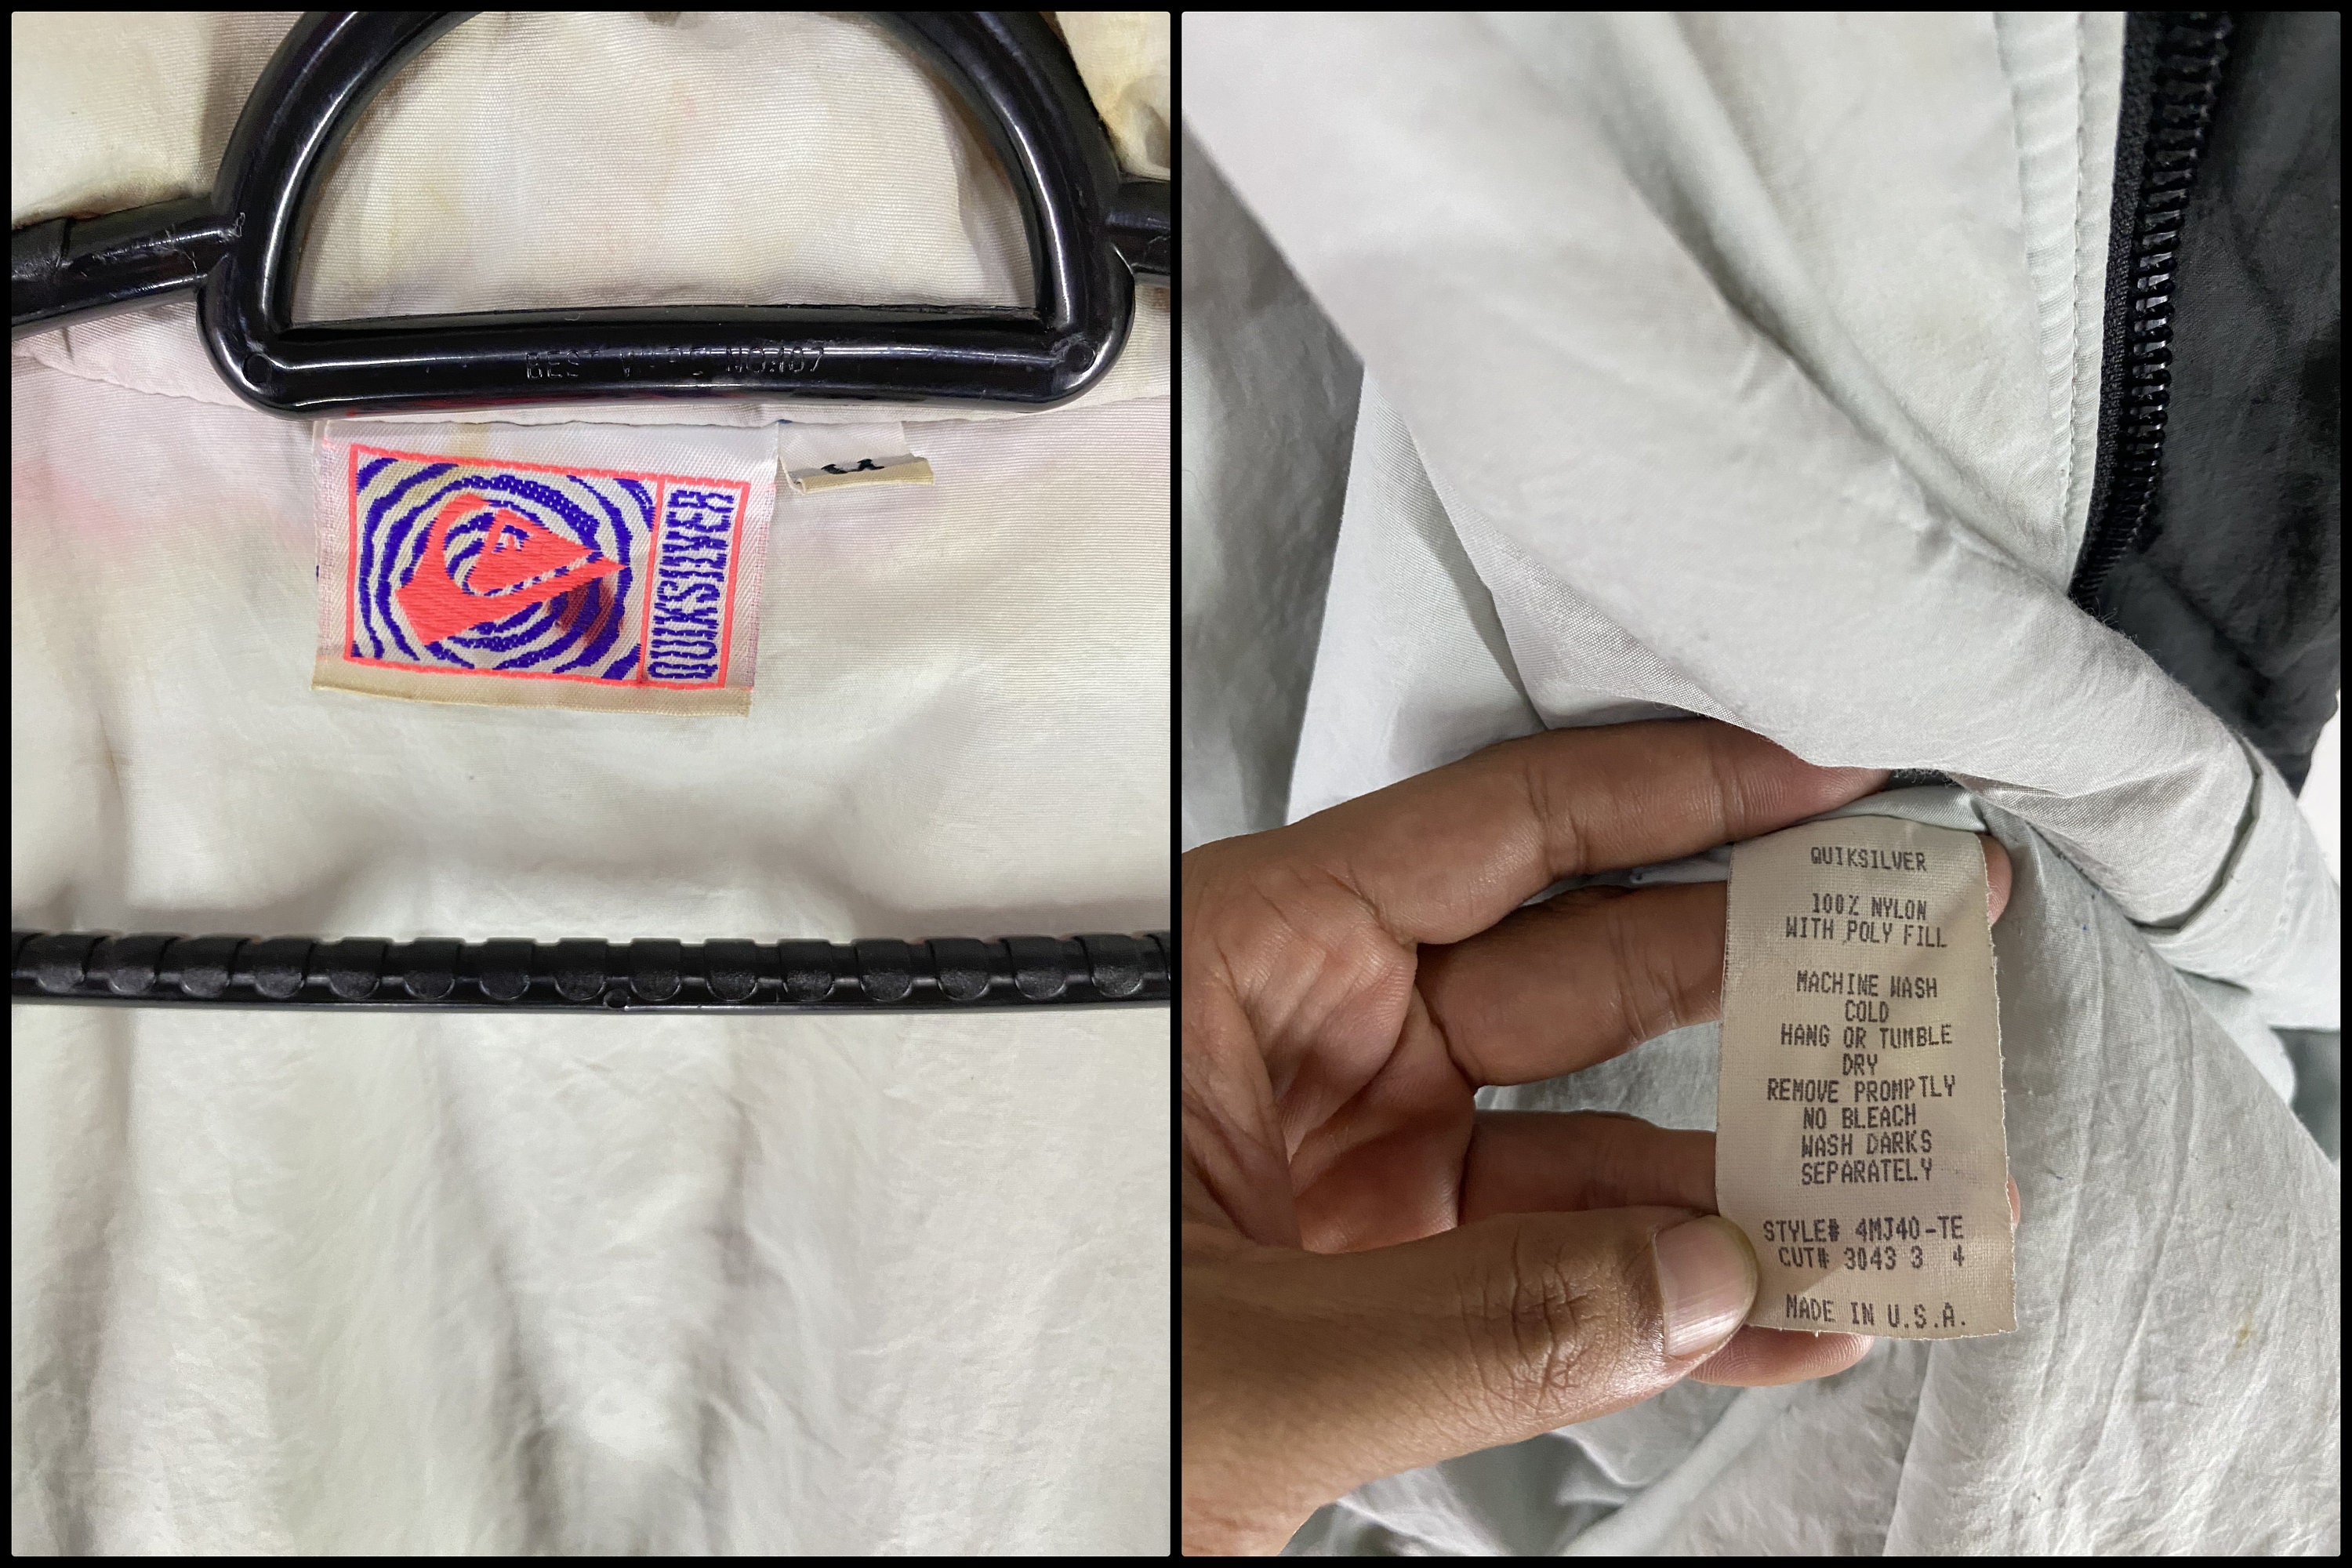 QUIKSILVER
QUIKSILVER
100% NYLON
WITH POLY FILL
MACHINE WASH
COLD
HANG OR TUMBLE
DRY
REMOVE PROMPTLY
NO BLEACH
WASH DARKS
SEPARATELY
STYLE# 4MJ40-TE
CUT# 3043 3 4
MADE IN U.S.A.